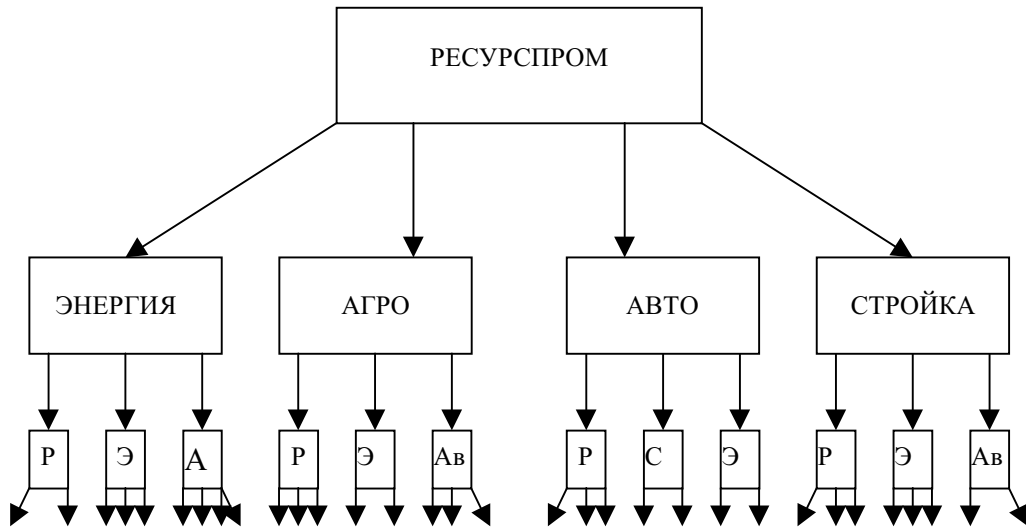 РЕСУРСПРОМ
ЭНЕРГИЯ
АГРО
АВТО
СТРОЙКА
Р
Э
А
Р
Э
Ав
Р
С
Э
Р
Э
Ав